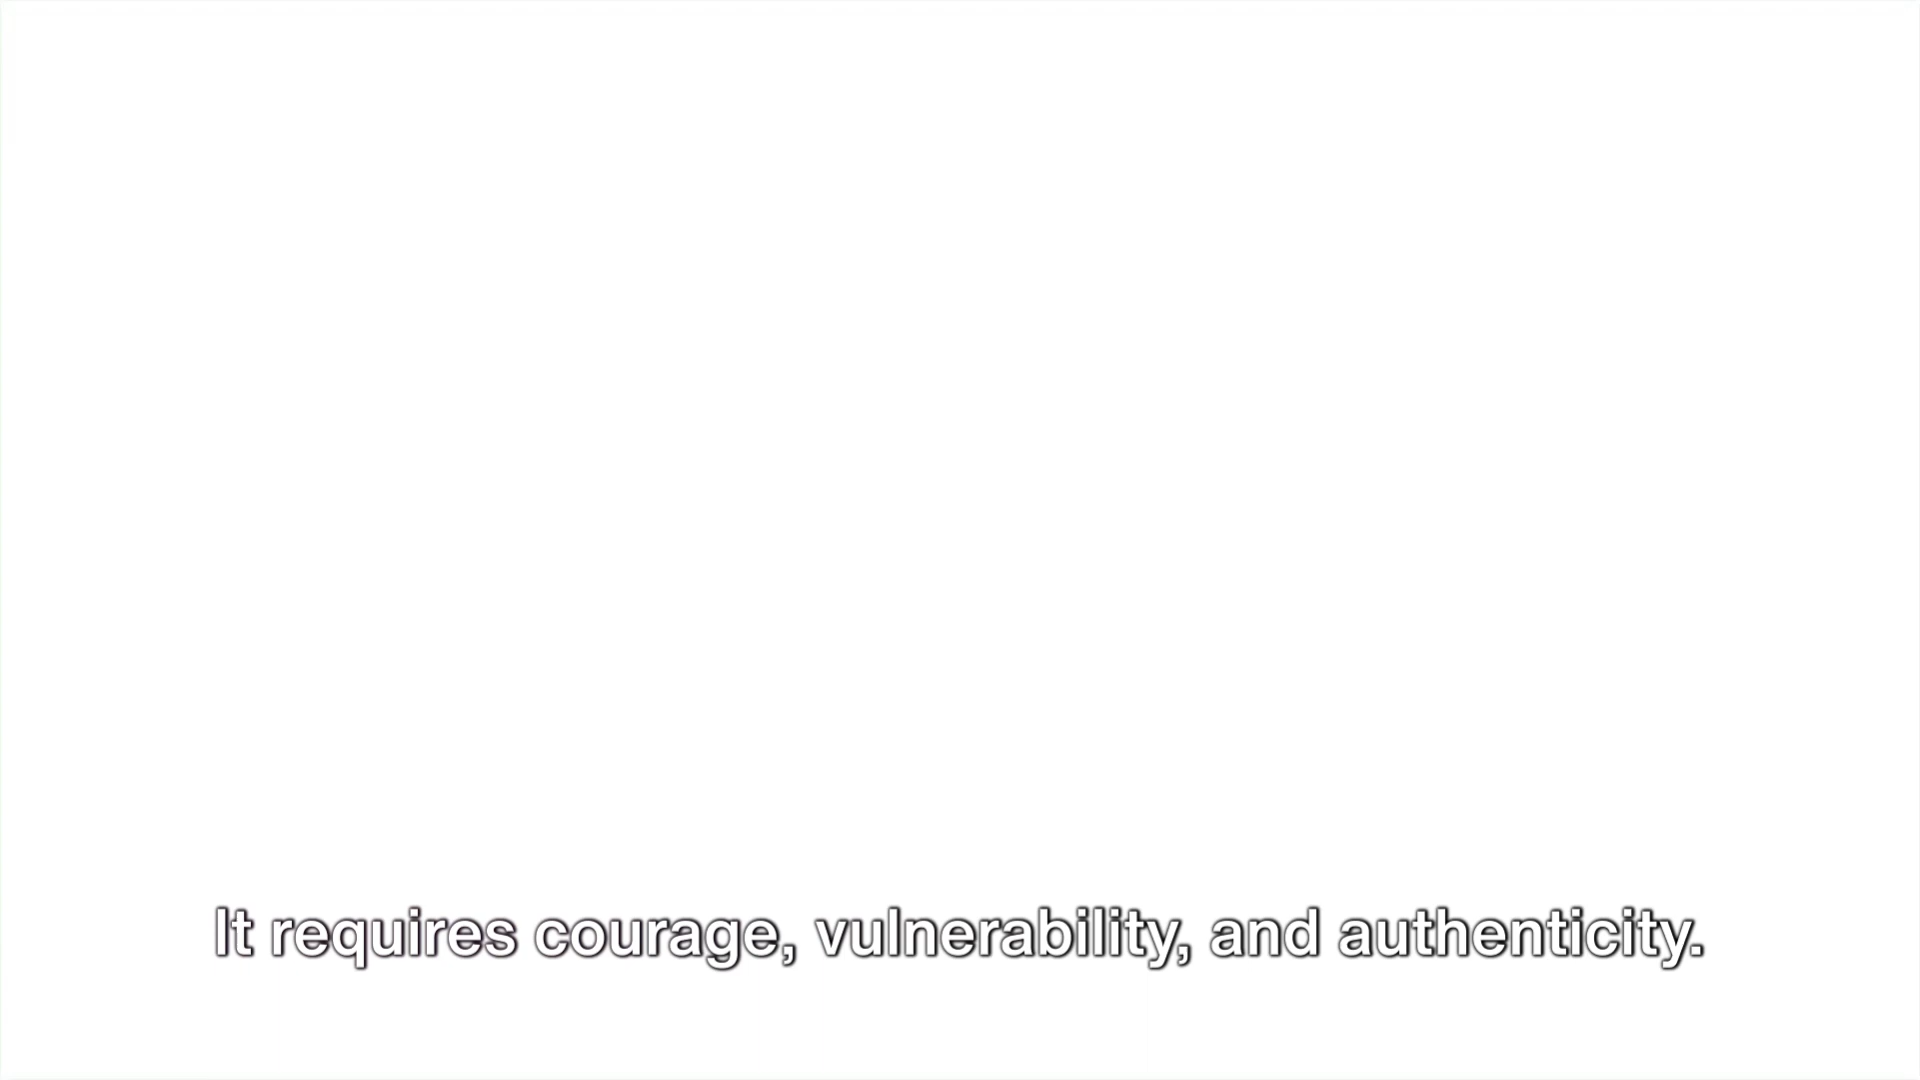 It requires courage, vulnerability, and authenticity.